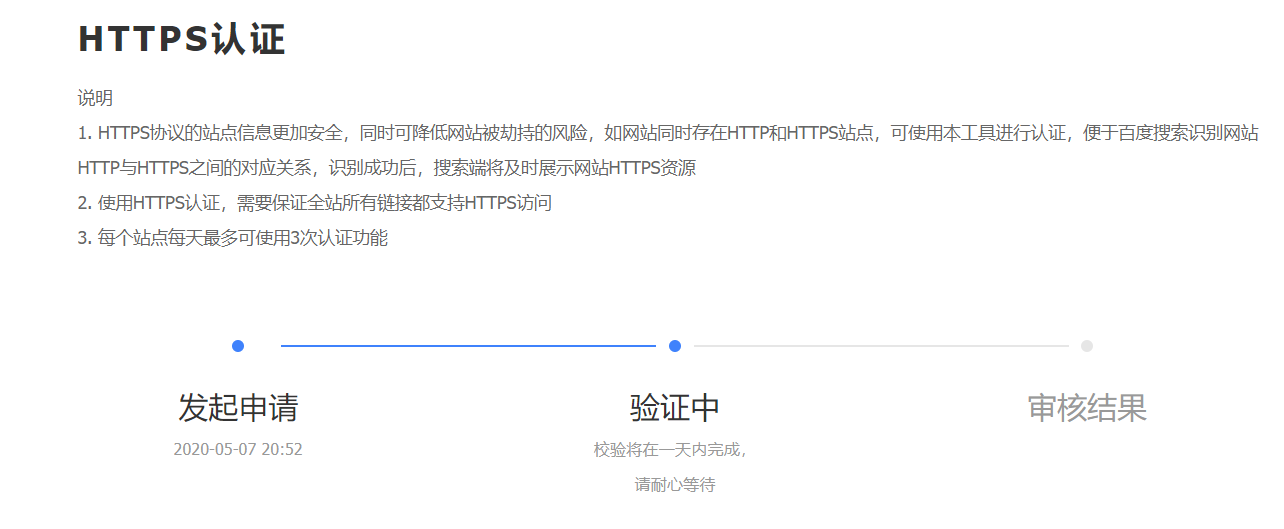 HTTPS认证
说明
1. HTTPS协议的站点信息更加安全，同时可降低网站被劫持的风险，如网站同时存在HTTP和HTTPS站点，可使用本工具进行认证，便于百度搜索识别网站
HTTP与HTTPS之间的对应关系，识别成功后，搜索端将及时展示网站HTTPS资源
2. 使用HTTPS认证，需要保证全站所有链接都支持HTTPS访问
3. 每个站点每天最多可使用3次认证功能
发起申请
2020-05-07 20:52
验证中
校验将在一天内完成，
请耐心等待
审核结果